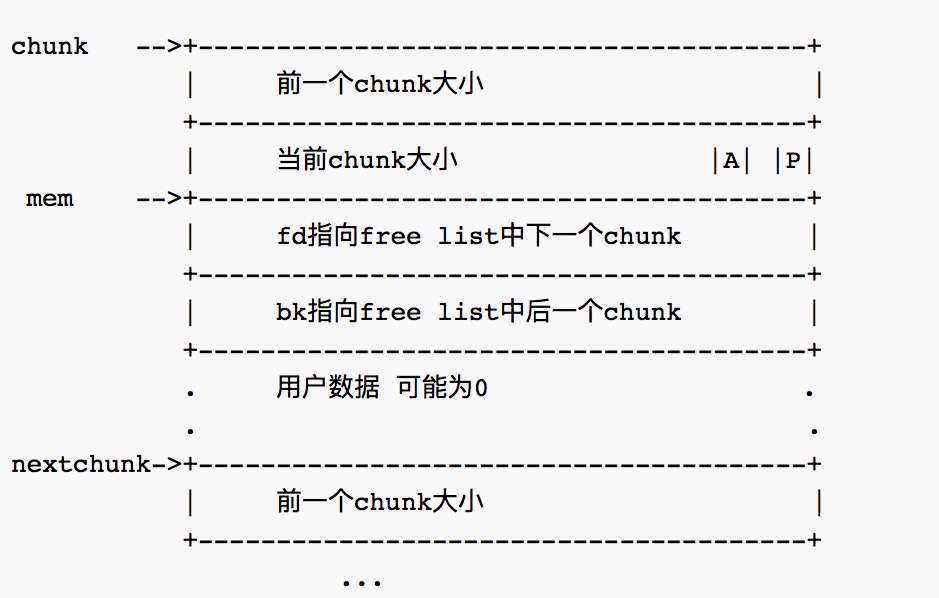 chunk   -->+---------------------------------------+
           |     前一个chunk大小                     |
           +---------------------------------------+
           |     当前chunk大小                |A| |P|
 mem    -->+---------------------------------------+
           |     fd指向free list中下一个chunk        |
           +---------------------------------------+
           |     bk指向free list中后一个chunk        |
           +---------------------------------------+
           .     用户数据 可能为0                    .
           .                                       .
nextchunk->+---------------------------------------+
           |     前一个chunk大小                     |
           +---------------------------------------+
                     ...